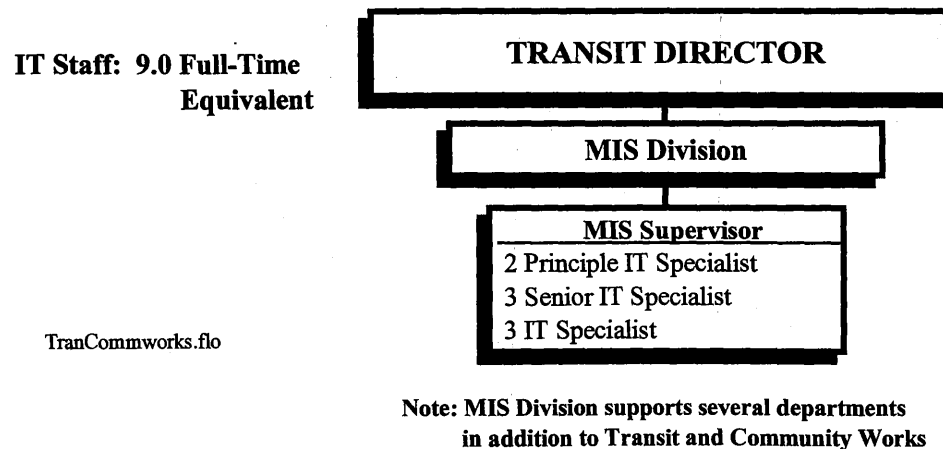 IT Staff: 9.0 Full-Time
Equivalent
TRANSIT DIRECTOR
MIS Division
MIS Supervisor
2 Principle IT Specialist
3 Senior IT Specialist
3 IT Specialist
TranCommworks.flo
Note: MIS Division supports several departments
in addition to Transit and Community Works